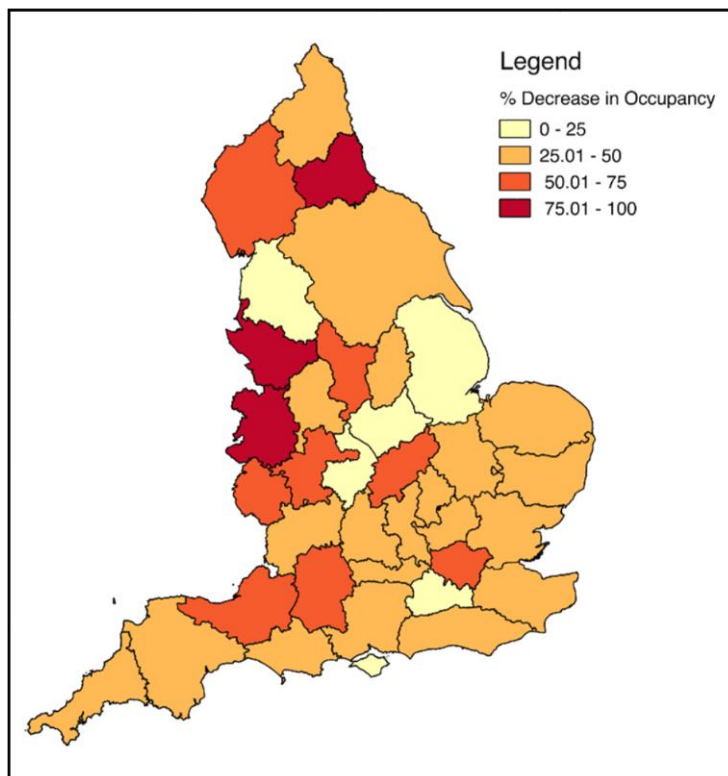 Legend
% Decrease in Occupancy
0 - 25
25.01 - 50
50.01 - 75
75.01 - 100